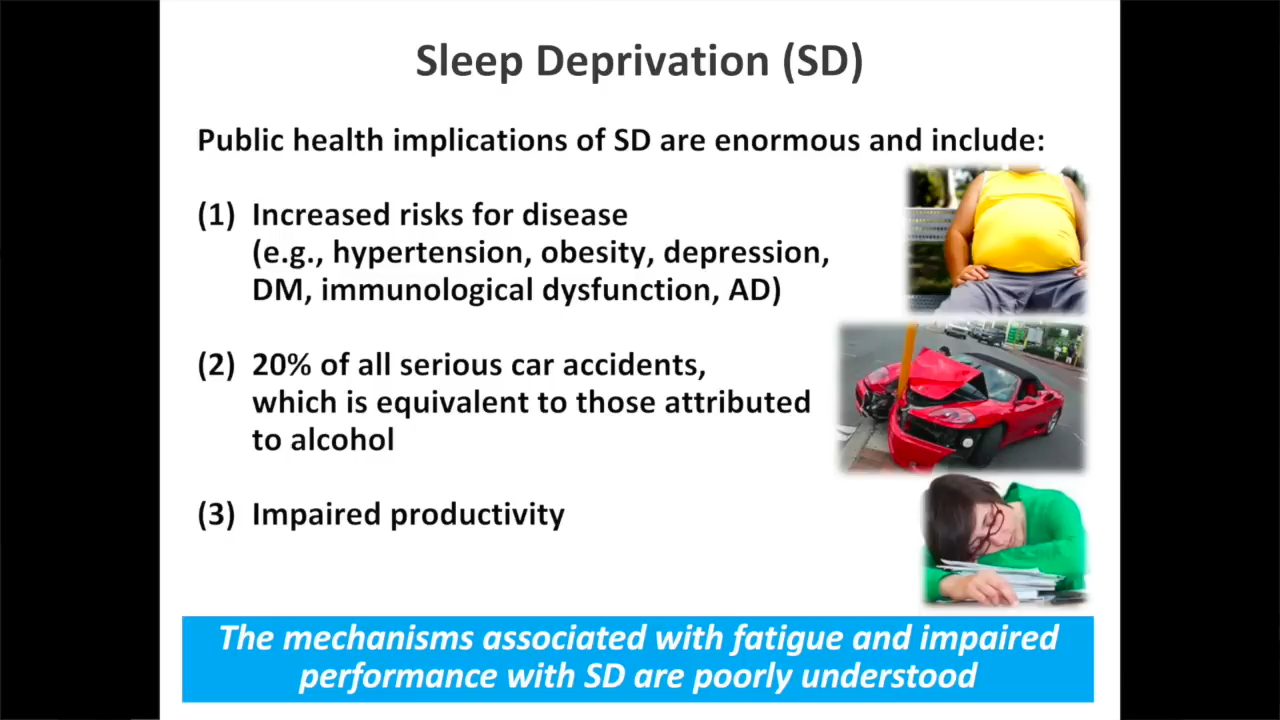 Sleep Deprivation (SD)
Public health implications of SD are enormous and include:
(1) Increased risks for disease
(e.g., hypertension, obesity, depression,
DM, immunological dysfunction, AD)
(2) 20% of all serious car accidents,
which is equivalent to those attributed
to alcohol
(3) Impaired productivity
The mechanisms associated with fatigue and impaired
performance with SD are poorly understood